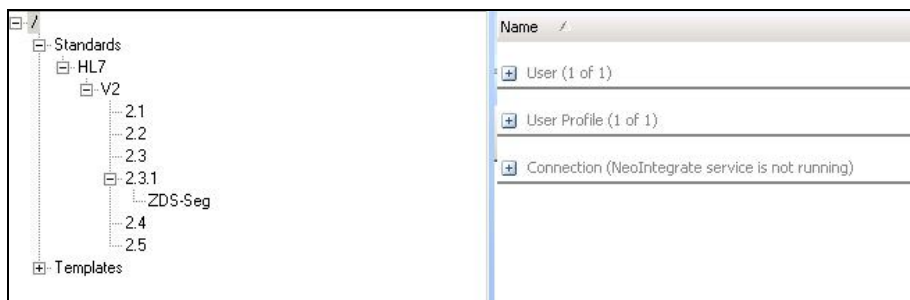 /
Standards
HL7
V2
2.1
2.2
2.3
2.3.1
ZDS-Seg
2.4
2.5
Templates
Name
User (1 of 1)
User Profile (1 of 1)
Connection (NeoIntegrate service is not running)